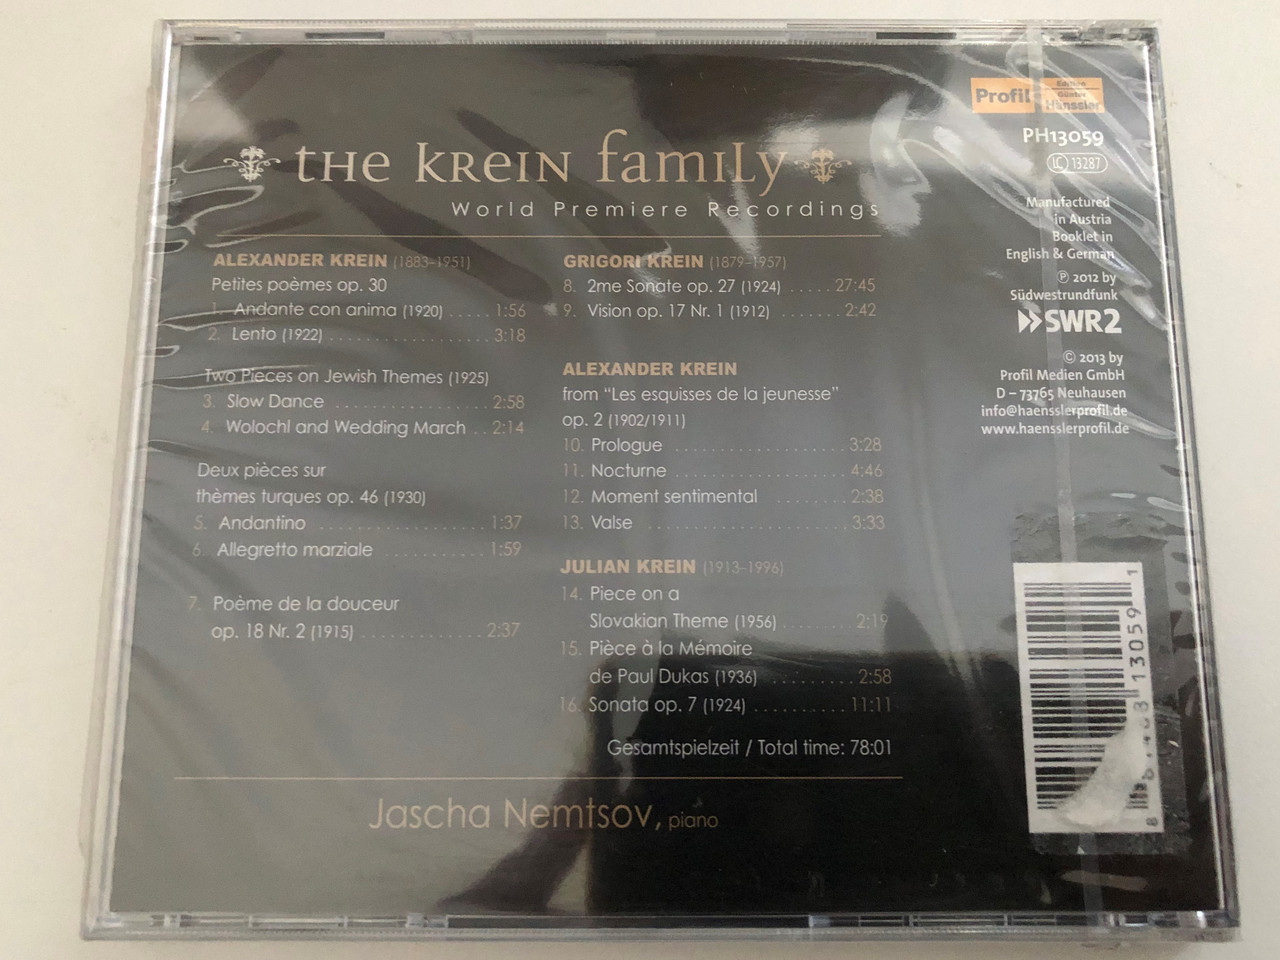 Profil
Edition
Günter
Hänssler
PH13059
LC 13287
THE KREIN FAMILY
World Premiere Recordings
Manufactured
in Austria
Booklet in
English & German
℗ 2012 by
Südwestrundfunk
SWR2
© 2013 by
Profil Medien GmbH
D – 73765 Neuhausen
info@haensslerprofil.de
www.haenssler­profil.de
ALEXANDER KREIN (1883–1951)
Petites poèmes op. 30
1. Andante con anima (1920) ..... 1:56
2. Lento (1922) ................... 3:18
Two Pieces on Jewish Themes (1925)
3. Slow Dance ................ 2:58
4. Wolochl and Wedding March .. 2:14
Deux pièces sur
thèmes turques op. 46 (1930)
5. Andantino ................. 1:37
6. Allegretto marziale ........... 1:59
7. Poème de la douceur
op. 18 Nr. 2 (1915) ............ 2:37
GRIGORI KREIN (1879–1957)
8. 2me Sonate op. 27 (1924) ..... 27:45
9. Vision op. 17 Nr. 1 (1912) ....... 2:42
ALEXANDER KREIN
from “Les esquisses de la jeunesse”
op. 2 (1902/1911)
10. Prologue ................. 3:28
11. Nocturne ................. 4:46
12. Moment sentimental ........ 2:38
13. Valse .................... 3:33
JULIAN KREIN (1913–1996)
14. Piece on a
Slovakian Theme (1956) ........ 2:19
15. Pièce à la Mémoire
de Paul Dukas (1936) .......... 2:58
16. Sonata op. 7 (1924) .......... 11:11
Gesamtspielzeit / Total time: 78:01
Jascha Nemtsov, piano
13059 1